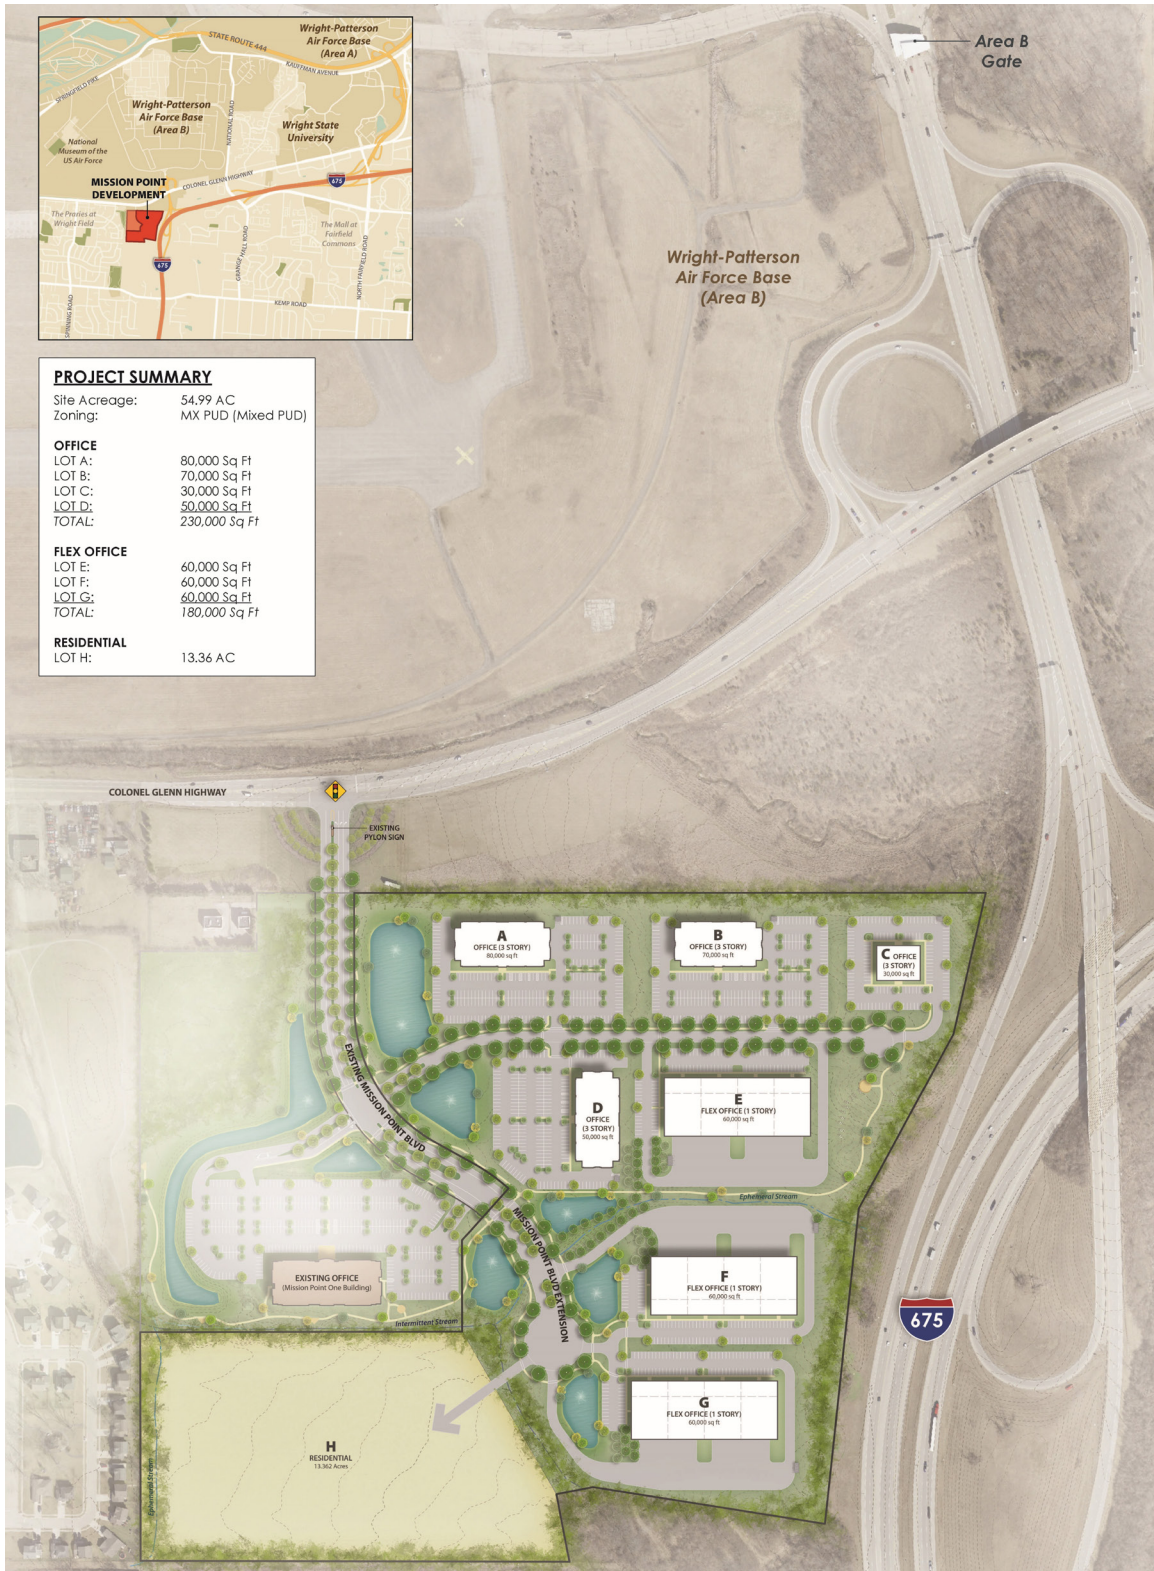 Wright-Patterson
Air Force Base
(Area A)
STATE ROUTE 444
KAUFFMAN AVENUE
SPRINGFIELD PIKE
Wright-Patterson
Air Force Base
(Area B)
NATIONAL ROAD
Wright State
University
National
Museum of the
US Air Force
COLONEL GLENN HIGHWAY
675
MISSION POINT
DEVELOPMENT
The Praries at
Wright Field
The Mall at
Fairfield
Commons
GRANGE HALL ROAD
NORTH FAIRFIELD ROAD
675
KEMP ROAD
SPINNING ROAD
Area B
Gate
Wright-Patterson
Air Force Base
(Area B)
PROJECT SUMMARY
Site Acreage: 54.99 AC
Zoning: MX PUD (Mixed PUD)
OFFICE
LOT A: 80,000 Sq Ft
LOT B: 70,000 Sq Ft
LOT C: 30,000 Sq Ft
LOT D: 50,000 Sq Ft
TOTAL: 230,000 Sq Ft
FLEX OFFICE
LOT E: 60,000 Sq Ft
LOT F: 60,000 Sq Ft
LOT G: 60,000 Sq Ft
TOTAL: 180,000 Sq Ft
RESIDENTIAL
LOT H: 13.36 AC
COLONEL GLENN HIGHWAY
EXISTING
PYLON SIGN
A
OFFICE (3 STORY)
80,000 sq ft
B
OFFICE (3 STORY)
70,000 sq ft
C OFFICE
(3 STORY)
30,000 sq ft
EXISTING MISSION POINT BLVD
D
OFFICE
(3 STORY)
50,000 sq ft
E
FLEX OFFICE (1 STORY)
60,000 sq ft
Ephemeral Stream
MISSION POINT BLVD EXTENSION
EXISTING OFFICE
(Mission Point One Building)
F
FLEX OFFICE (1 STORY)
60,000 sq ft
Intermittent Stream
675
G
FLEX OFFICE (1 STORY)
60,000 sq ft
H
RESIDENTIAL
13.362 Acres
Ephemeral Stream